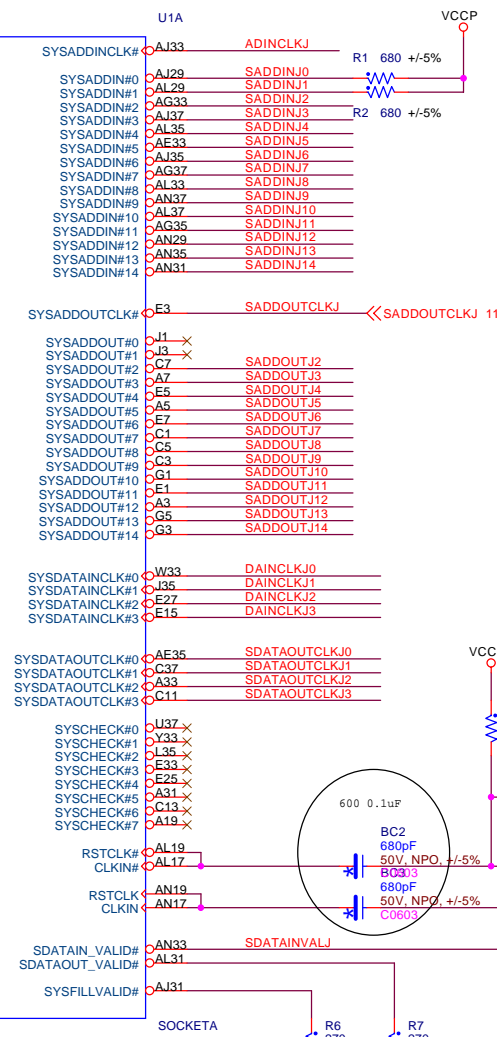 U1A
VCCP
SYSADDINCLK# AJ33 ADINCLKJ
R1 680 +/-5%
SYSADDIN#0 AJ29 SADDINJ0
SYSADDIN#1 AL29 SADDINJ1
SYSADDIN#2 AG33 SADDINJ2
R2 680 +/-5%
SYSADDIN#3 AJ37 SADDINJ3
SYSADDIN#4 AL35 SADDINJ4
SYSADDIN#5 AE33 SADDINJ5
SYSADDIN#6 AJ35 SADDINJ6
SYSADDIN#7 AG37 SADDINJ7
SYSADDIN#8 AL33 SADDINJ8
SYSADDIN#9 AN37 SADDINJ9
SYSADDIN#10 AL37 SADDINJ10
SYSADDIN#11 AG35 SADDINJ11
SYSADDIN#12 AN29 SADDINJ12
SYSADDIN#13 AN35 SADDINJ13
SYSADDIN#14 AN31 SADDINJ14
SYSADDOUTCLK# E3 SADDOUTCLKJ SADDOUTCLKJ 11
SYSADDOUT#0 J1
SYSADDOUT#1 J3
SYSADDOUT#2 C7 SADDOUTJ2
SYSADDOUT#3 A7 SADDOUTJ3
SYSADDOUT#4 E5 SADDOUTJ4
SYSADDOUT#5 A5 SADDOUTJ5
SYSADDOUT#6 E7 SADDOUTJ6
SYSADDOUT#7 C1 SADDOUTJ7
SYSADDOUT#8 C5 SADDOUTJ8
SYSADDOUT#9 C3 SADDOUTJ9
SYSADDOUT#10 G1 SADDOUTJ10
SYSADDOUT#11 E1 SADDOUTJ11
SYSADDOUT#12 A3 SADDOUTJ12
SYSADDOUT#13 G5 SADDOUTJ13
SYSADDOUT#14 G3 SADDOUTJ14
SYSDATAINCLK#0 W33 DAINCLKJ0
SYSDATAINCLK#1 J35 DAINCLKJ1
SYSDATAINCLK#2 E27 DAINCLKJ2
SYSDATAINCLK#3 E15 DAINCLKJ3
SYSDATAOUTCLK#0 AE35 SDATAOUTCLKJ0
VCC
SYSDATAOUTCLK#1 C37 SDATAOUTCLKJ1
SYSDATAOUTCLK#2 A33 SDATAOUTCLKJ2
SYSDATAOUTCLK#3 C11 SDATAOUTCLKJ3
SYSCHECK#0 U37
SYSCHECK#1 Y33
SYSCHECK#2 L35
SYSCHECK#3 E33
SYSCHECK#4 E25
SYSCHECK#5 A31
SYSCHECK#6 C13
SYSCHECK#7 A19
600 0.1uF
BC2
680pF
RSTCLK# AL19
CLKIN# AL17
50V, NPO, +/-5%
C0603
BC3
680pF
RSTCLK AN19
CLKIN AN17
50V, NPO, +/-5%
C0603
SDATAIN_VALID# AN33 SDATAINVALJ
SDATAOUT_VALID# AL31
SYSFILLVALID# AJ31
SOCKETA
R6
R7